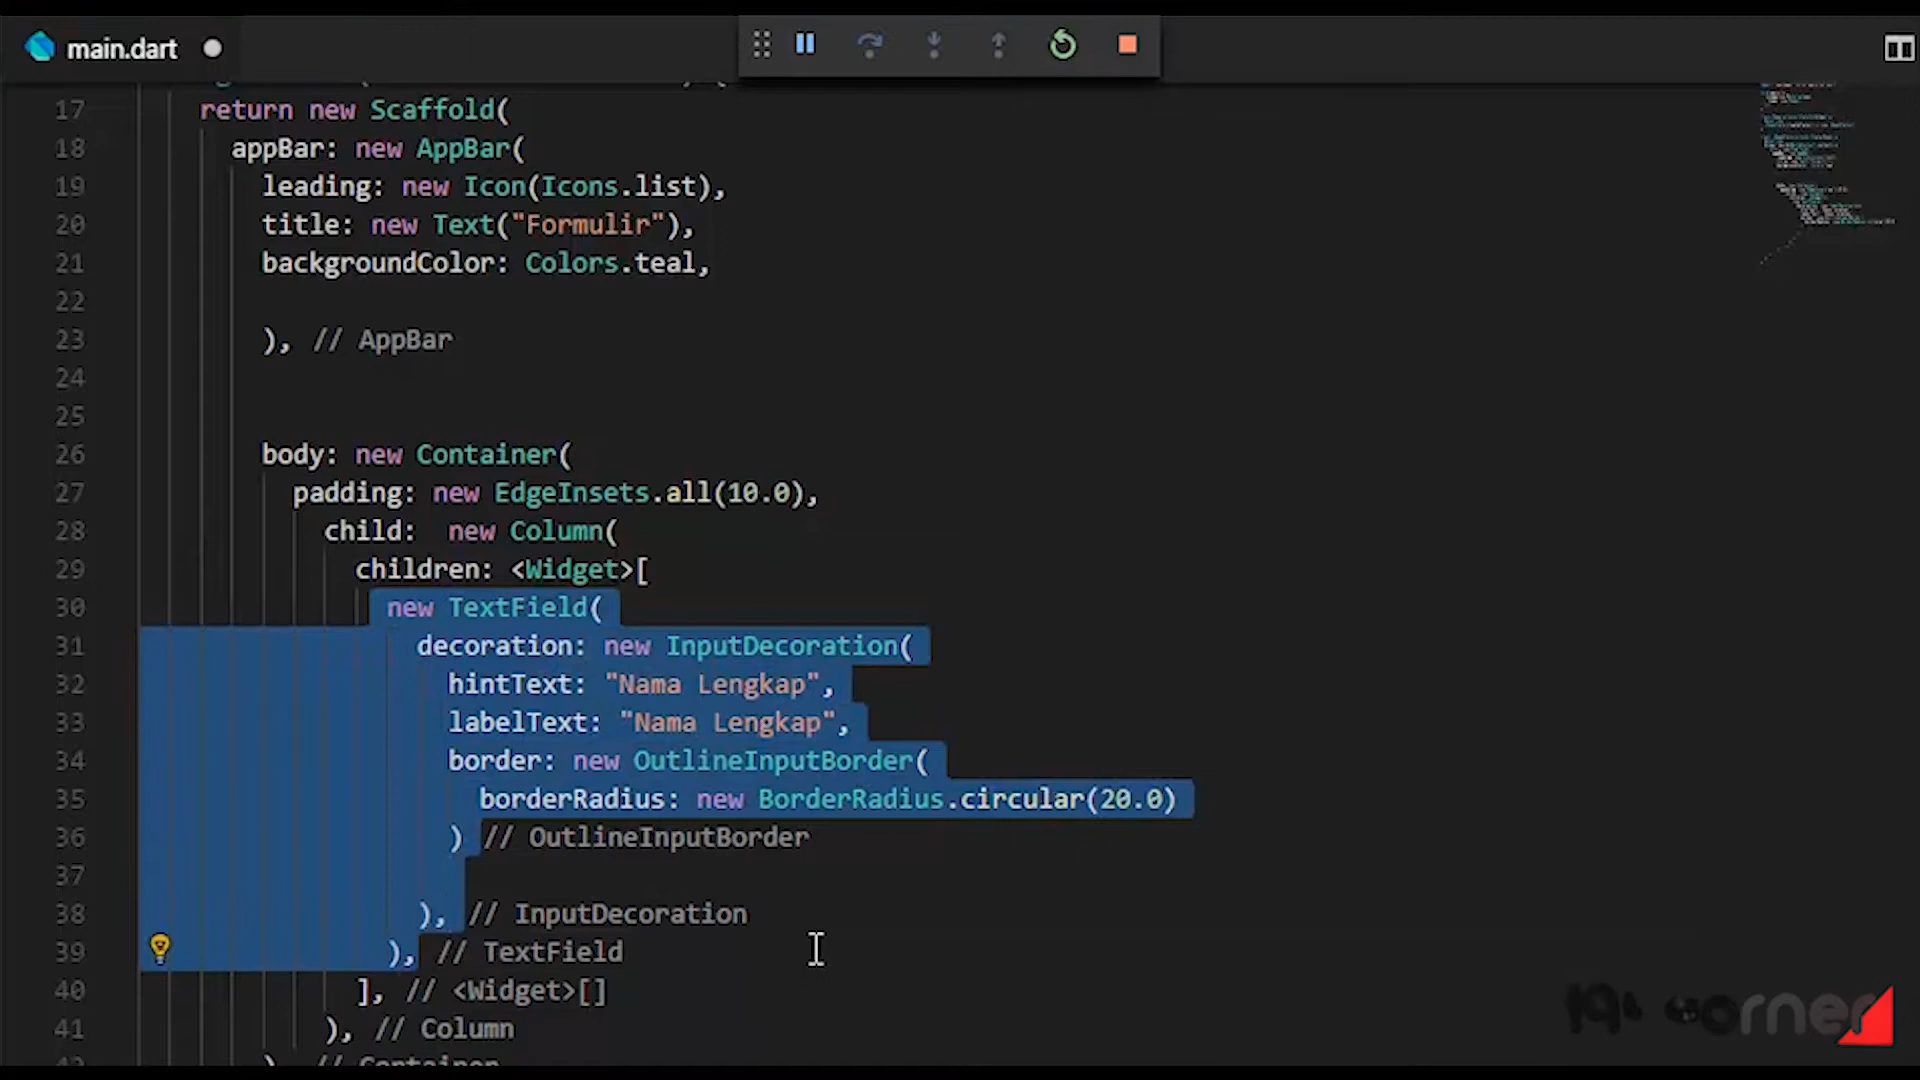 main.dart
17 return new Scaffold(
18 appBar: new AppBar(
19 leading: new Icon(Icons.list),
20 title: new Text("Formulir"),
21 backgroundColor: Colors.teal,
22
23 ), // AppBar
24
25
26 body: new Container(
27 padding: new EdgeInsets.all(10.0),
28 child:  new Column(
29 children: <Widget>[
30 new TextField(
31 decoration: new InputDecoration(
32 hintText: "Nama Lengkap",
33 labelText: "Nama Lengkap",
34 border: new OutlineInputBorder(
35 borderRadius: new BorderRadius.circular(20.0)
36 ) // OutlineInputBorder
37
38 ), // InputDecoration
39 ), // TextField
40 ], // <Widget>[]
41 ), // Column
), // Container